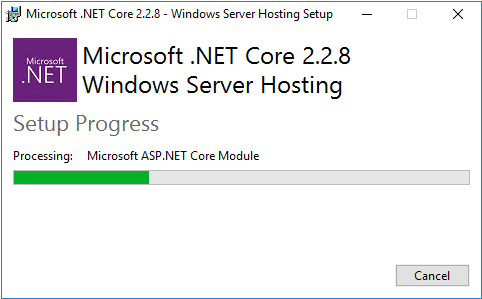 Microsoft .NET Core 2.2.8 - Windows Server Hosting Setup
Microsoft
.NET
Microsoft .NET Core 2.2.8
Windows Server Hosting
Setup Progress
Processing: Microsoft ASP.NET Core Module
Cancel